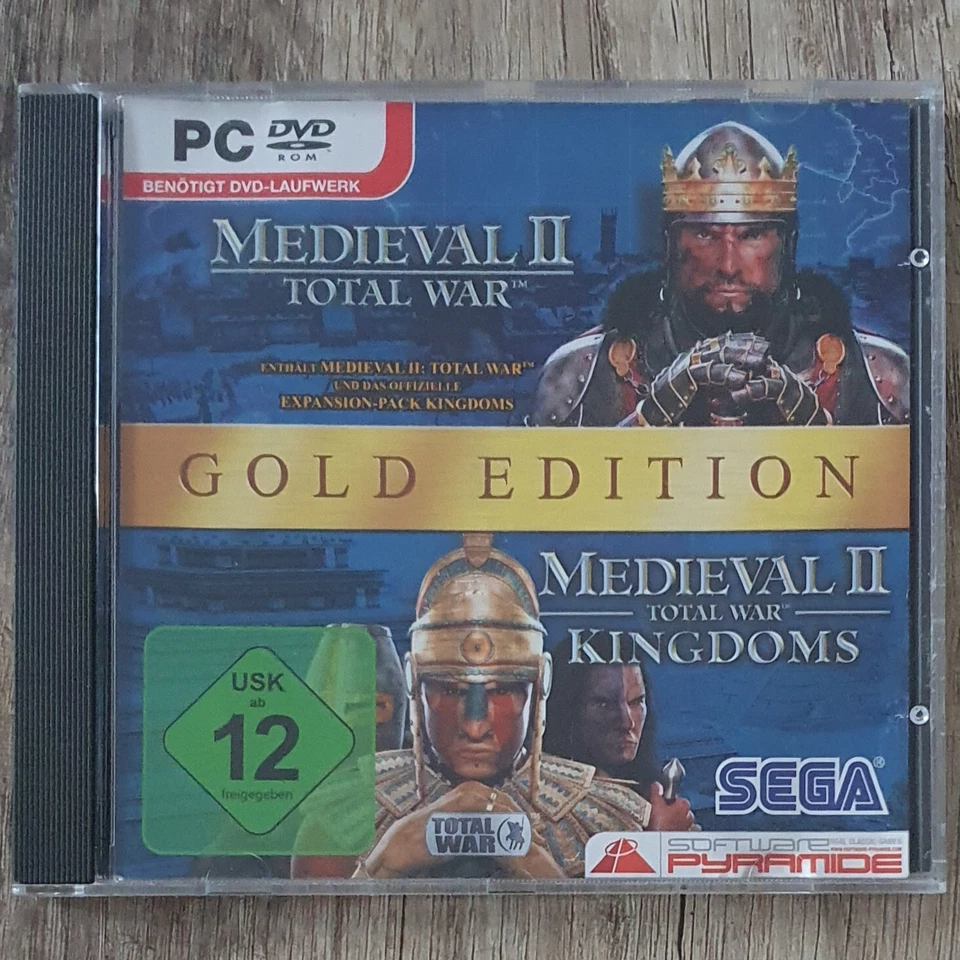 PC DVD
ROM
BENÖTIGT DVD-LAUFWERK
MEDIEVAL II
TOTAL WAR™
ENTHÄLT MEDIEVAL II: TOTAL WAR™
UND DAS OFFIZIELLE
EXPANSION-PACK KINGDOMS
GOLD EDITION
MEDIEVAL II
TOTAL WAR™
KINGDOMS
USK
ab
12
freigegeben
SEGA®
TOTAL
WAR
SOFTWARE
PYRAMIDE